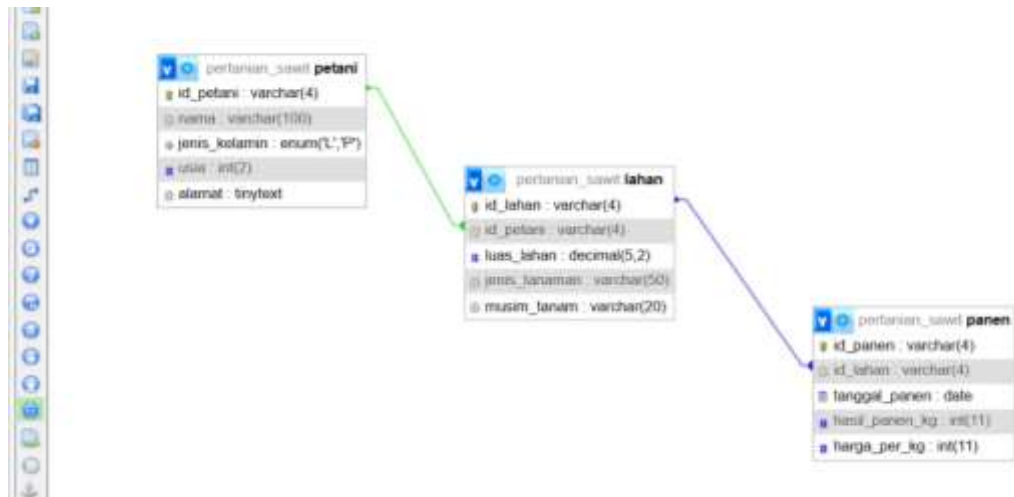 pertanian_sawit petani
id_petani : varchar(4)
nama : varchar(100)
jenis_kelamin : enum('L','P')
usia : int(2)
alamat : tinytext
pertanian_sawit lahan
id_lahan : varchar(4)
id_petani : varchar(4)
luas_lahan : decimal(5,2)
jenis_tanaman : varchar(50)
musim_tanam : varchar(20)
pertanian_sawit panen
id_panen : varchar(4)
id_lahan : varchar(4)
tanggal_panen : date
hasil_panen_kg : int(11)
harga_per_kg : int(11)